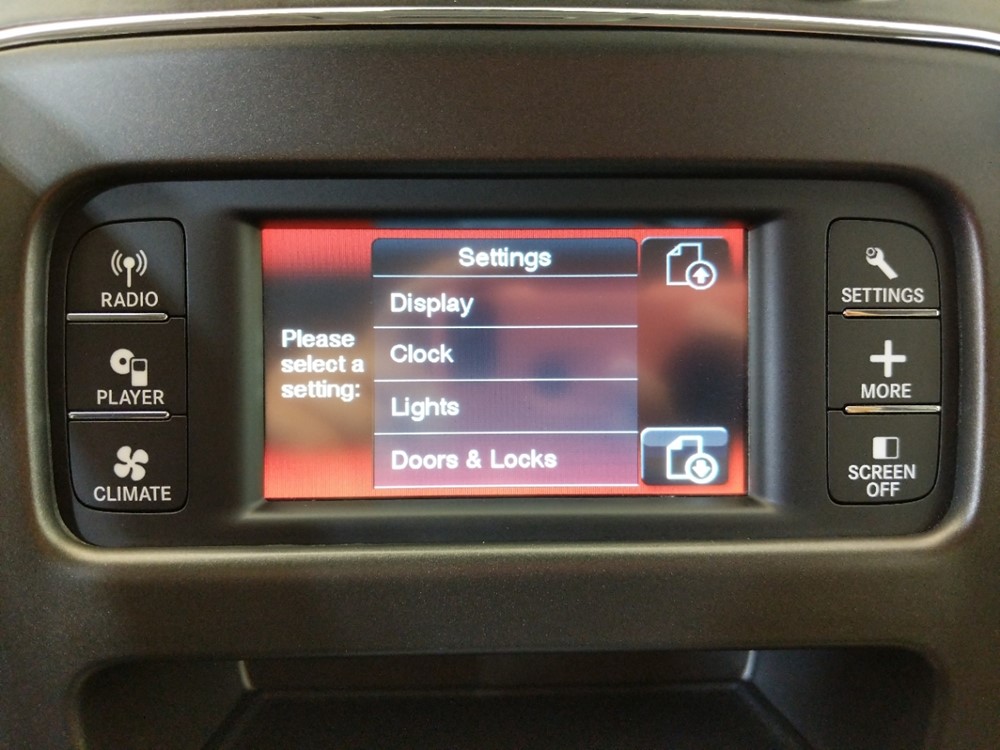 RADIO
PLAYER
CLIMATE
Please
select a
setting:
Settings
Display
Clock
Lights
Doors & Locks
SETTINGS
MORE
SCREEN
OFF